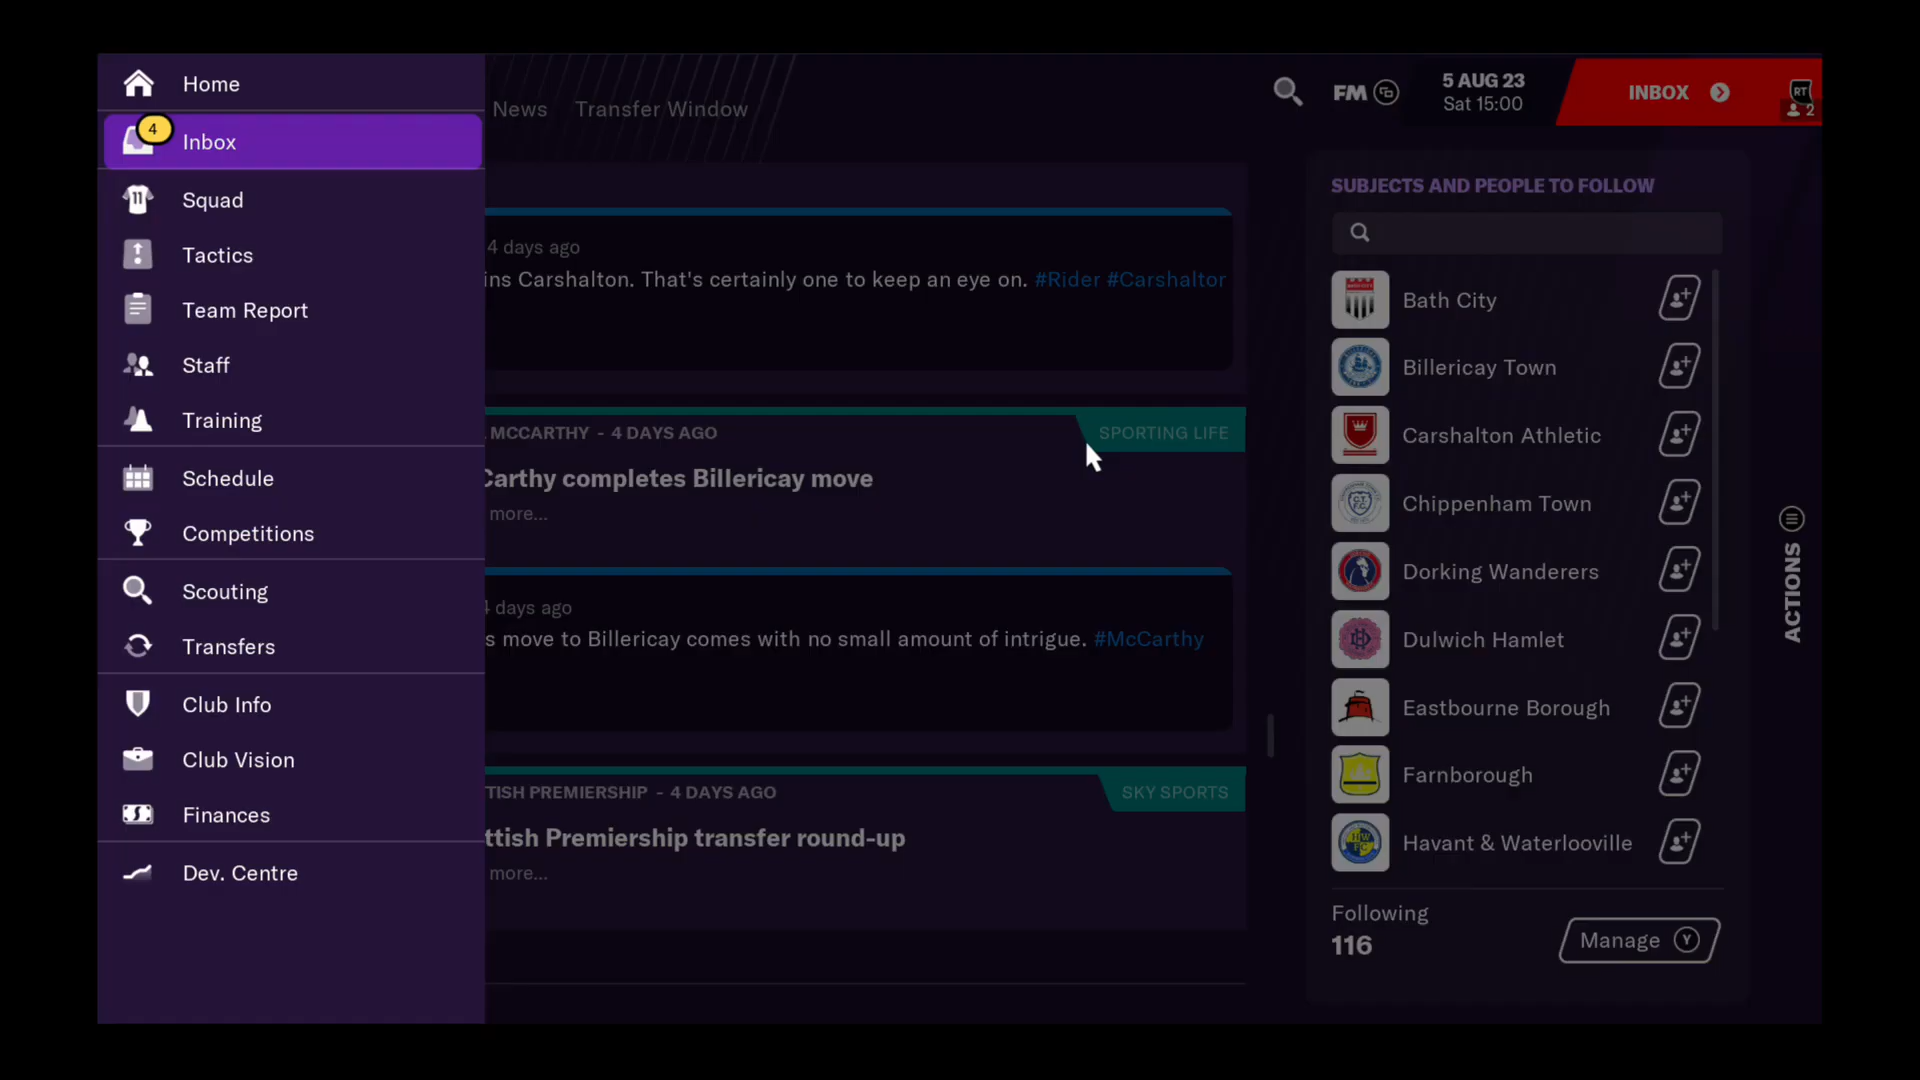 Home
4
Inbox
11
Squad
Tactics
Team Report
Staff
Training
Schedule
Competitions
Scouting
Transfers
Club Info
Club Vision
Finances
Dev. Centre
News
Transfer Window
FM
5 AUG 23
Sat 15:00
INBOX
RT
2
4 days ago
ins Carshalton. That's certainly one to keep an eye on. #Rider #Carshaltor
MCCARTHY - 4 DAYS AGO
SPORTING LIFE
Carthy completes Billericay move
more...
4 days ago
s move to Billericay comes with no small amount of intrigue. #McCarthy
TISH PREMIERSHIP - 4 DAYS AGO
SKY SPORTS
ttish Premiership transfer round-up
more...
SUBJECTS AND PEOPLE TO FOLLOW
Bath City
Billericay Town
Carshalton Athletic
Chippenham Town
Dorking Wanderers
Dulwich Hamlet
Eastbourne Borough
Farnborough
Havant & Waterlooville
Following
116
Manage Y
ACTIONS